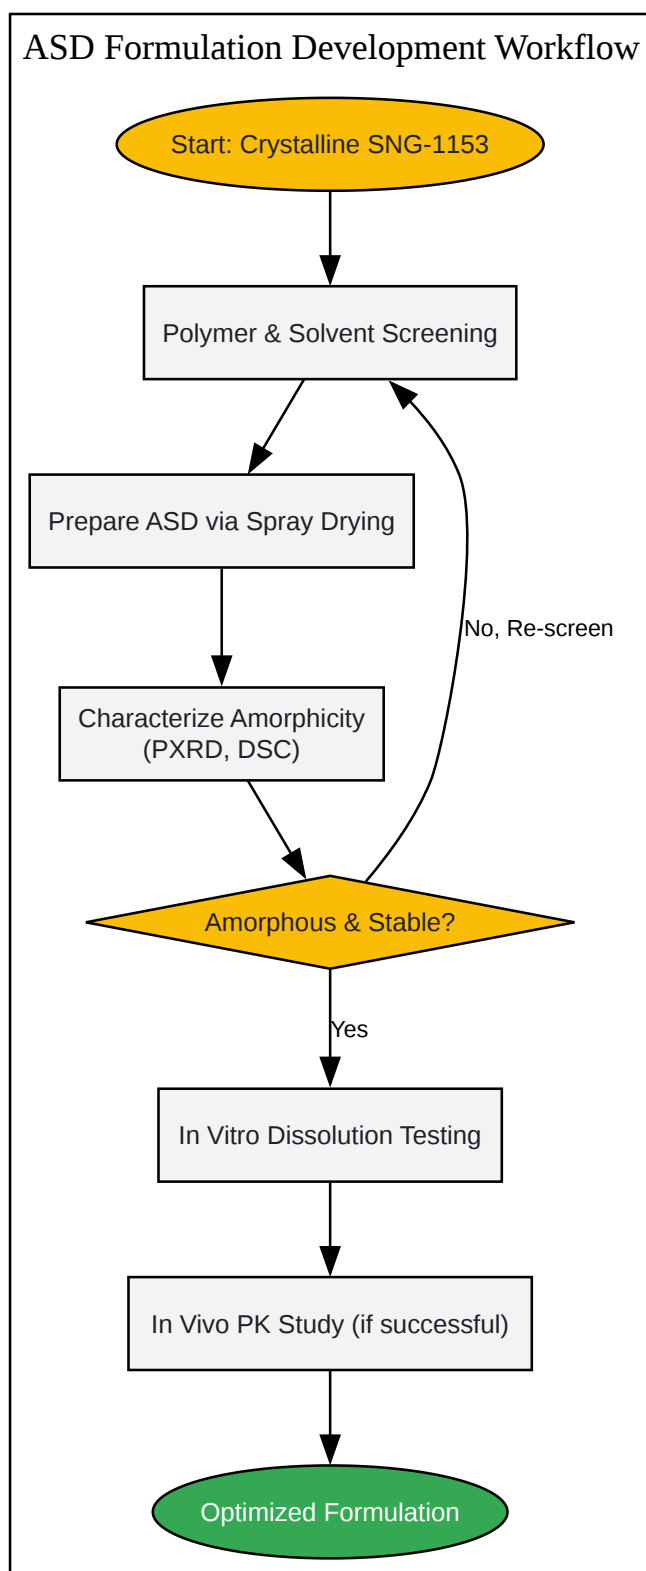 ASD Formulation Development Workflow
Start: Crystalline SNG-1153
Polymer & Solvent Screening
Prepare ASD via Spray Drying
No, Re-screen
Characterize Amorphicity
(PXRD, DSC)
Amorphous & Stable?
Yes
In Vitro Dissolution Testing
In Vivo PK Study (if successful)
Optimized Formulation